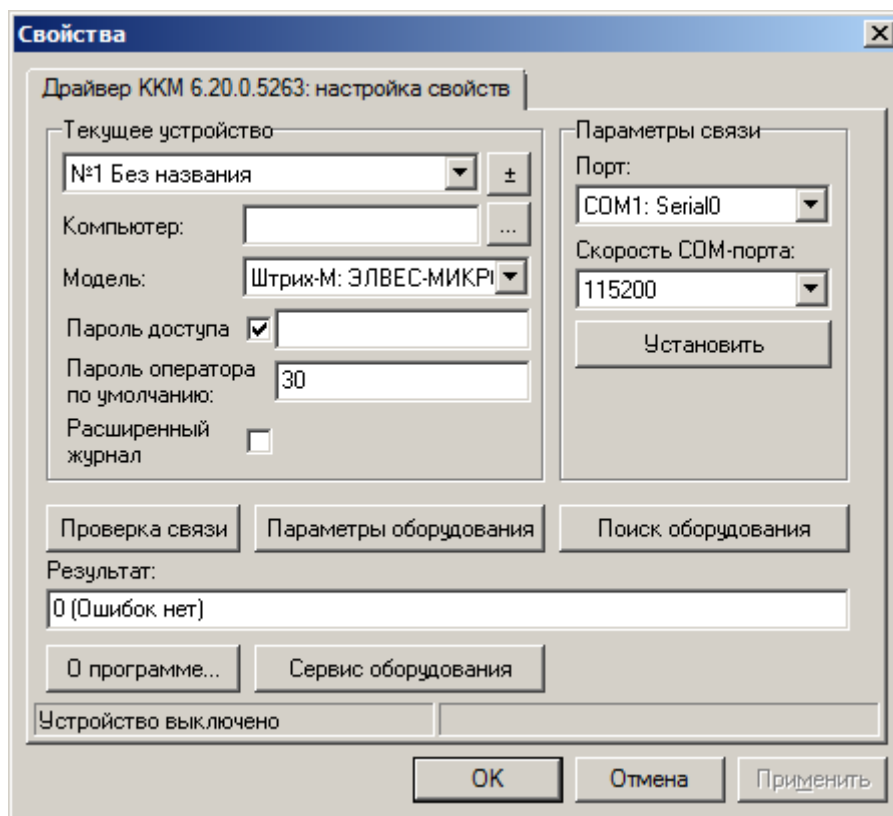 Свойства
Драйвер ККМ 6.20.0.5263: настройка свойств
Текущее устройство
№1 Без названия
±
Компьютер:
...
Модель:
Штрих-М: ЭЛВЕС-МИКР
Пароль доступа
Пароль оператора
по умолчанию:
30
Расширенный
журнал
Параметры связи
Порт:
COM1: Serial0
Скорость COM-порта:
115200
Установить
Проверка связи
Параметры оборудования
Поиск оборудования
Результат:
0 (Ошибок нет)
О программе...
Сервис оборудования
Устройство выключено
OK
Отмена
Применить